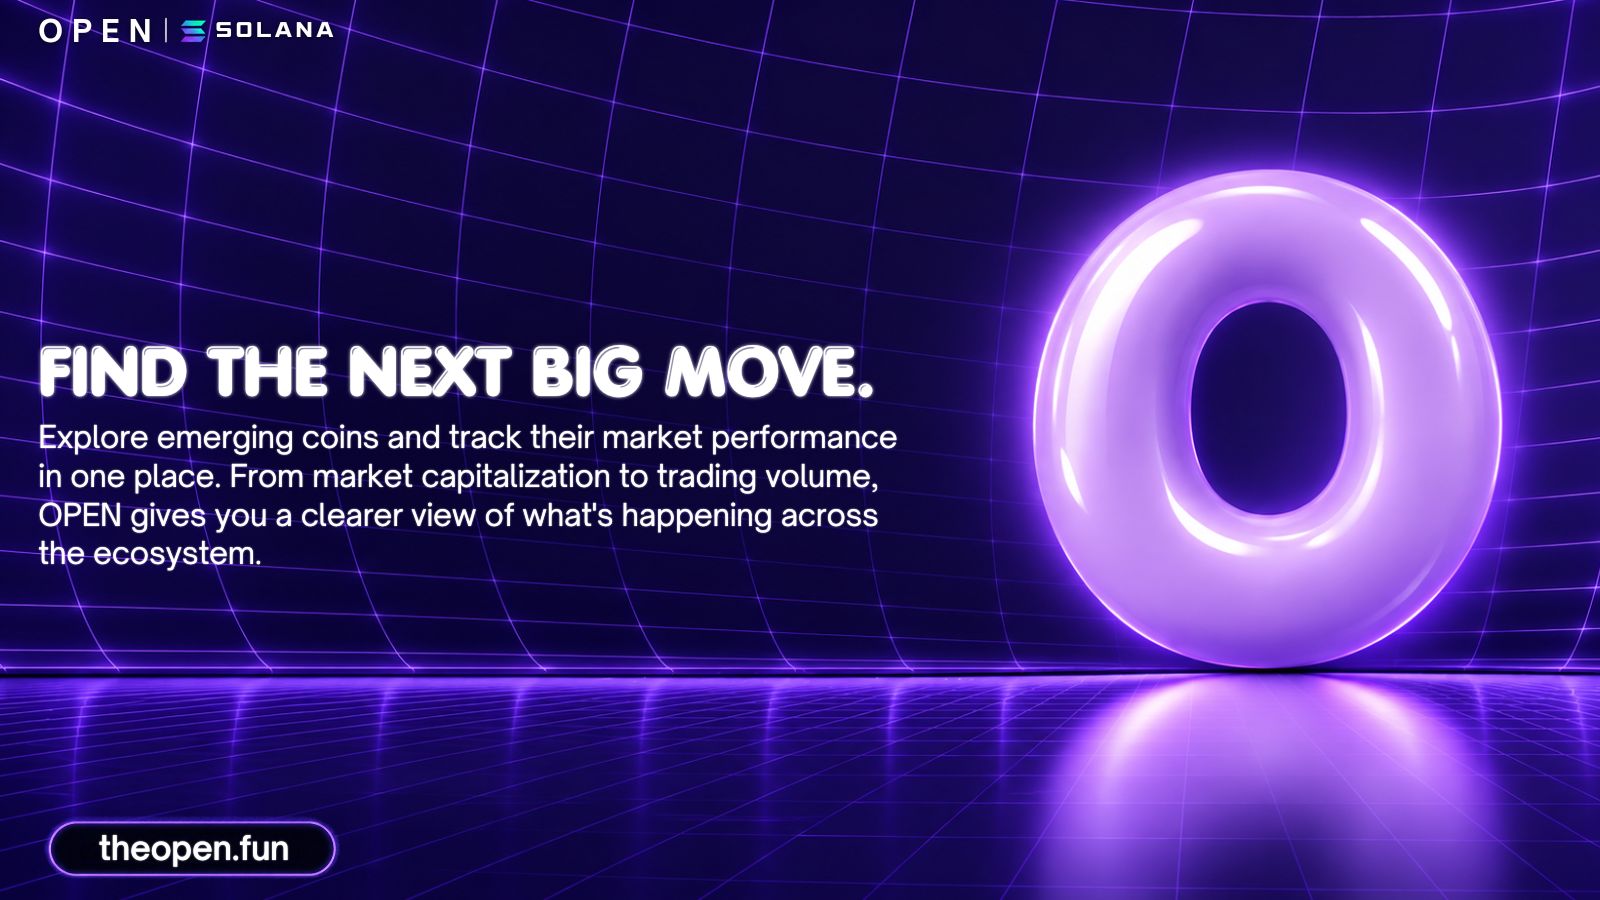 OPEN | SOLANA
FIND THE NEXT BIG MOVE.
Explore emerging coins and track their market performance
in one place. From market capitalization to trading volume,
OPEN gives you a clearer view of what's happening across
the ecosystem.
theopen.fun